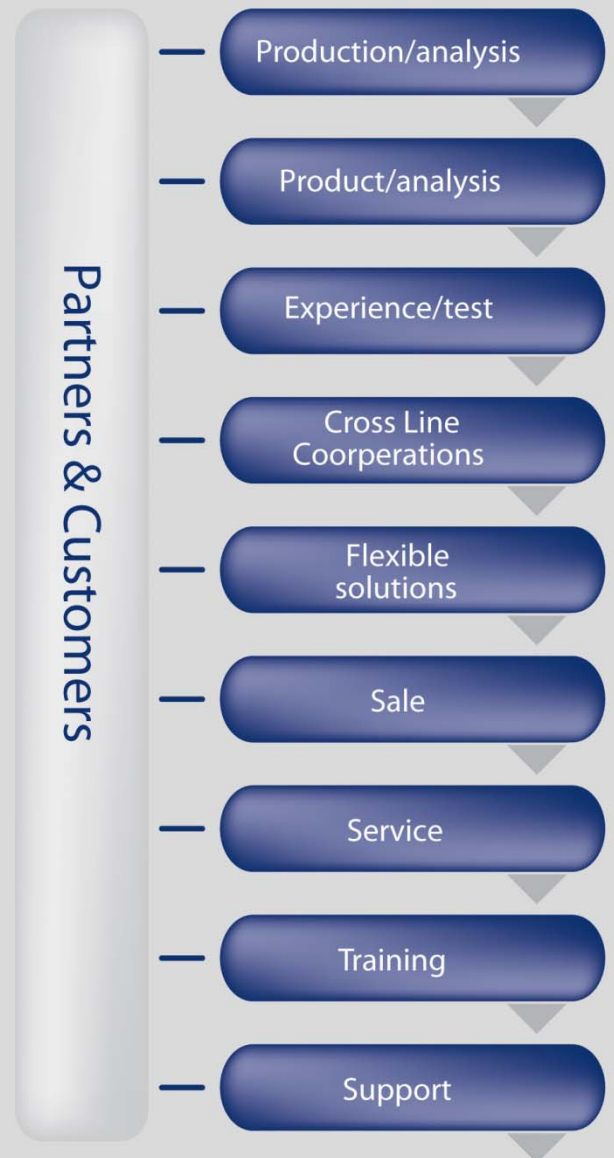 Partners & Customers
Production/analysis
Product/analysis
Experience/test
Cross Line
Coorperations
Flexible
solutions
Sale
Service
Training
Support